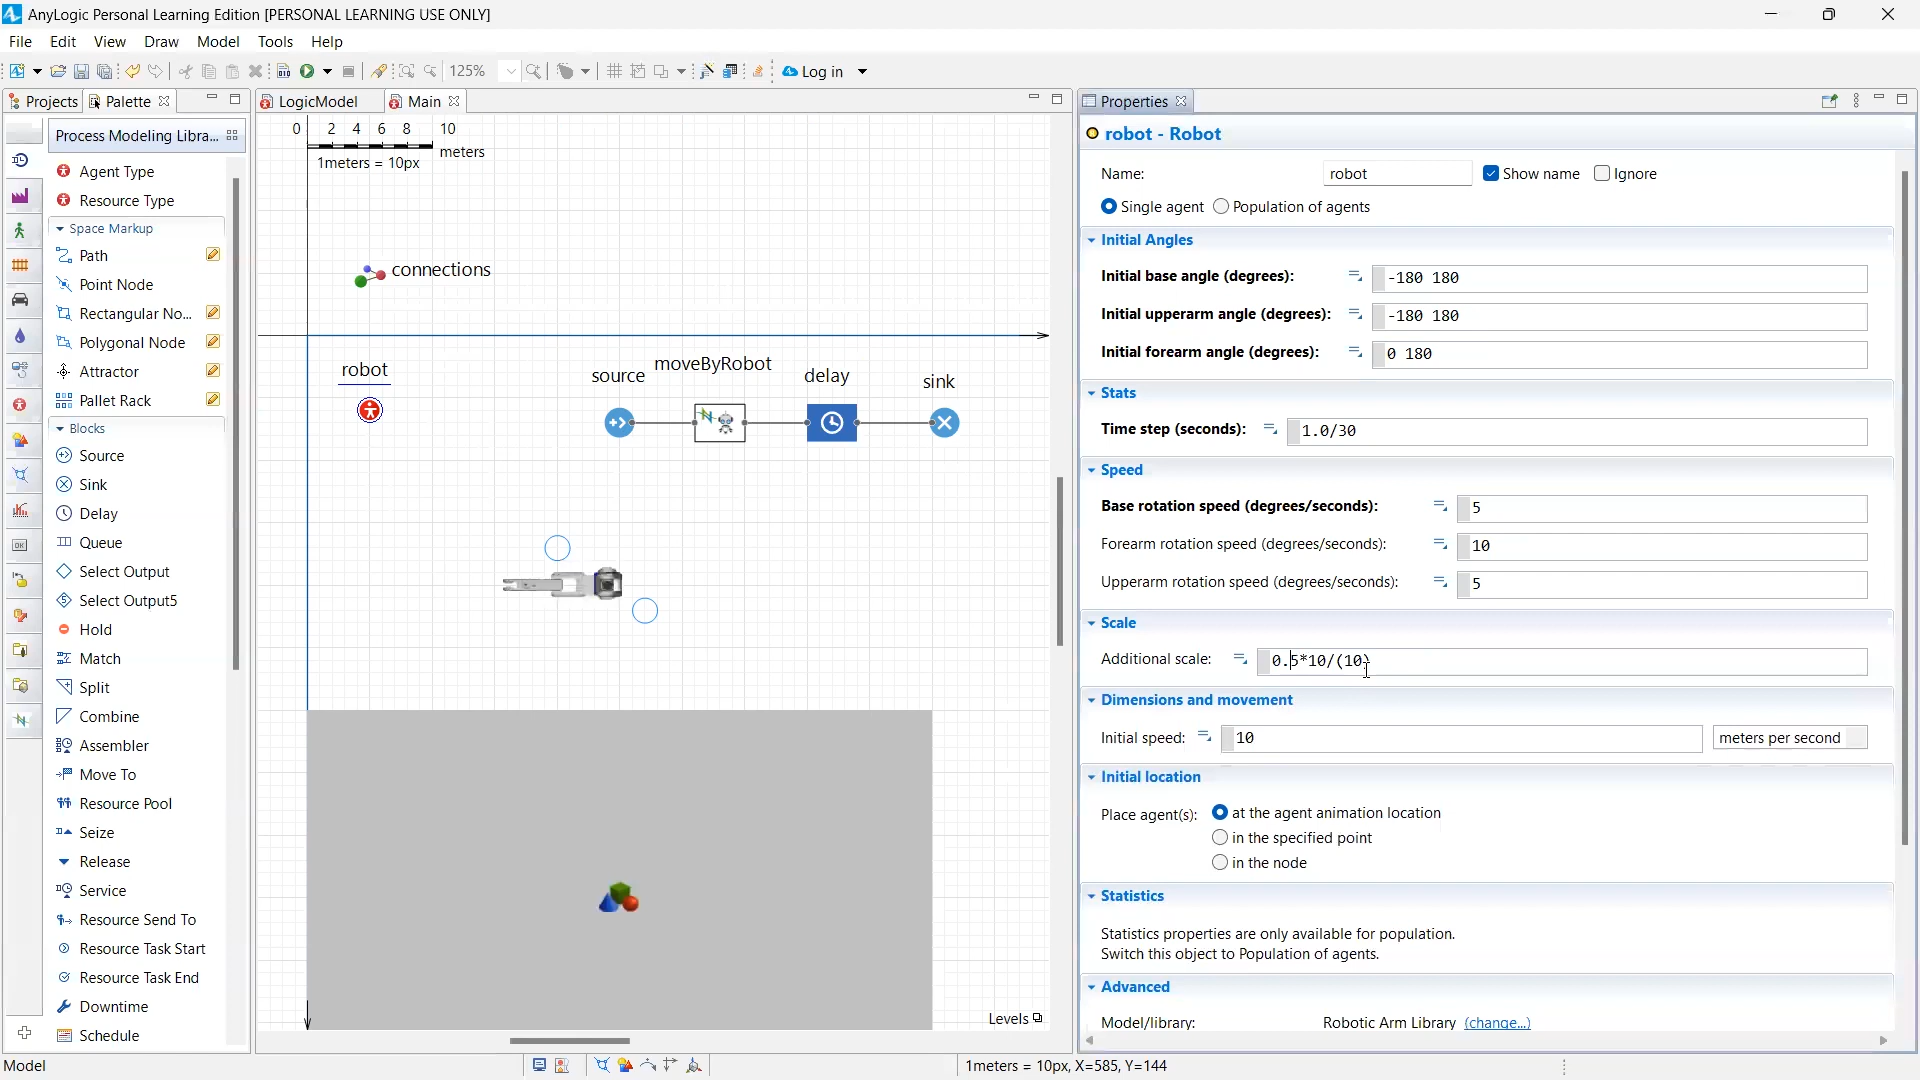 AnyLogic Personal Learning Edition [PERSONAL LEARNING USE ONLY]
File Edit View Draw Model Tools Help
125% Log in
Projects Palette
Process Modeling Libra...
Agent Type
Resource Type
Space Markup
Path
Point Node
Rectangular No...
Polygonal Node
Attractor
Pallet Rack
Blocks
Source
Sink
Delay
Queue
Select Output
Select Output5
Hold
Match
Split
Combine
Assembler
Move To
Resource Pool
Seize
Release
Service
Resource Send To
Resource Task Start
Resource Task End
Downtime
Schedule
LogicModel Main
0 2 4 6 8 10
meters
1meters = 10px
connections
robot
source
moveByRobot
delay
sink
Levels
Properties
robot - Robot
Name: robot Show name Ignore
Single agent Population of agents
Initial Angles
Initial base angle (degrees): -180 180
Initial upperarm angle (degrees): -180 180
Initial forearm angle (degrees): 0 180
Stats
Time step (seconds): 1.0/30
Speed
Base rotation speed (degrees/seconds): 5
Forearm rotation speed (degrees/seconds): 10
Upperarm rotation speed (degrees/seconds): 5
Scale
Additional scale: 0.5*10/(10)
Dimensions and movement
Initial speed: 10 meters per second
Initial location
Place agent(s): at the agent animation location
in the specified point
in the node
Statistics
Statistics properties are only available for population.
Switch this object to Population of agents.
Advanced
Model/library: Robotic Arm Library (change...)
Model
1meters = 10px, X=585, Y=144